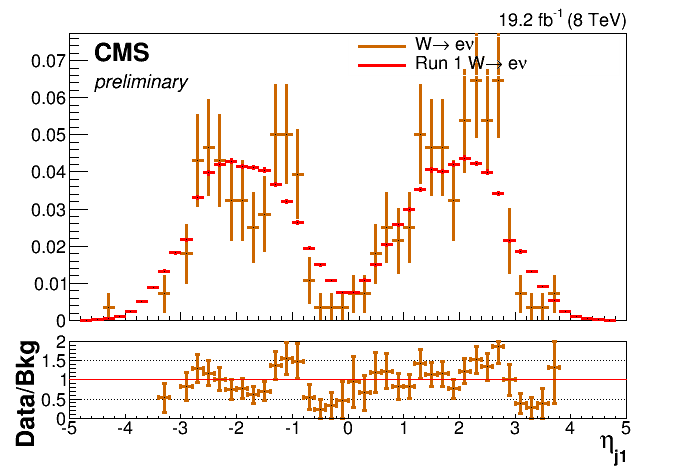 19.2 fb⁻¹ (8 TeV)
CMS
preliminary
W→ eν
Run 1 W→ eν
0.07
0.06
0.05
0.04
0.03
0.02
0.01
0
Data/Bkg
2
1.5
1
0.5
0
-5 -4 -3 -2 -1 0 1 2 3 4 5
η_j1